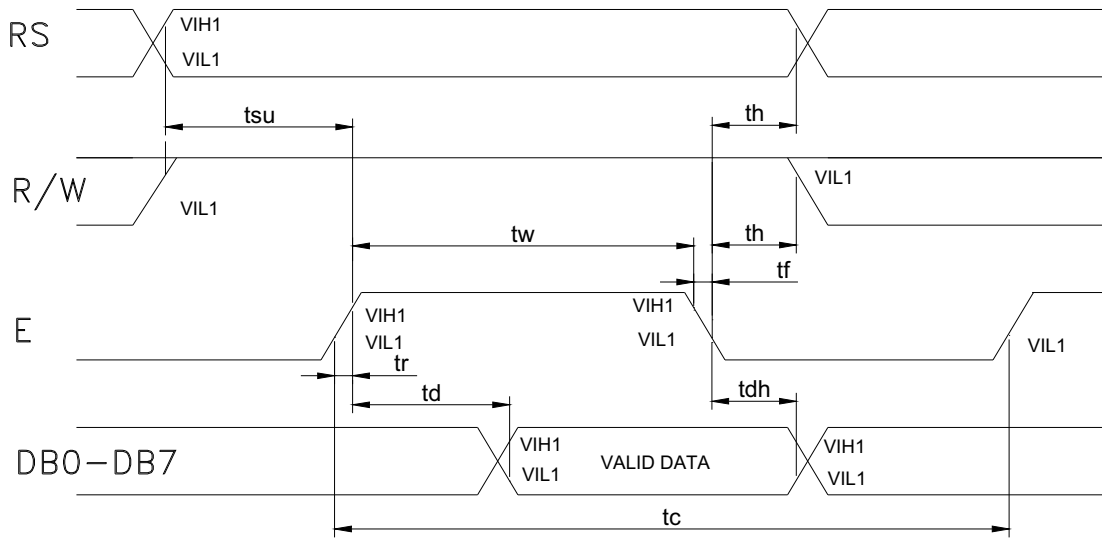 RS
VIH1
VIL1
tsu
th
R/W
VIL1
VIL1
tw
th
tf
E
VIH1
VIL1
VIH1
VIL1
VIL1
tr
td
tdh
DB0-DB7
VIH1
VIL1
VALID DATA
VIH1
VIL1
tc